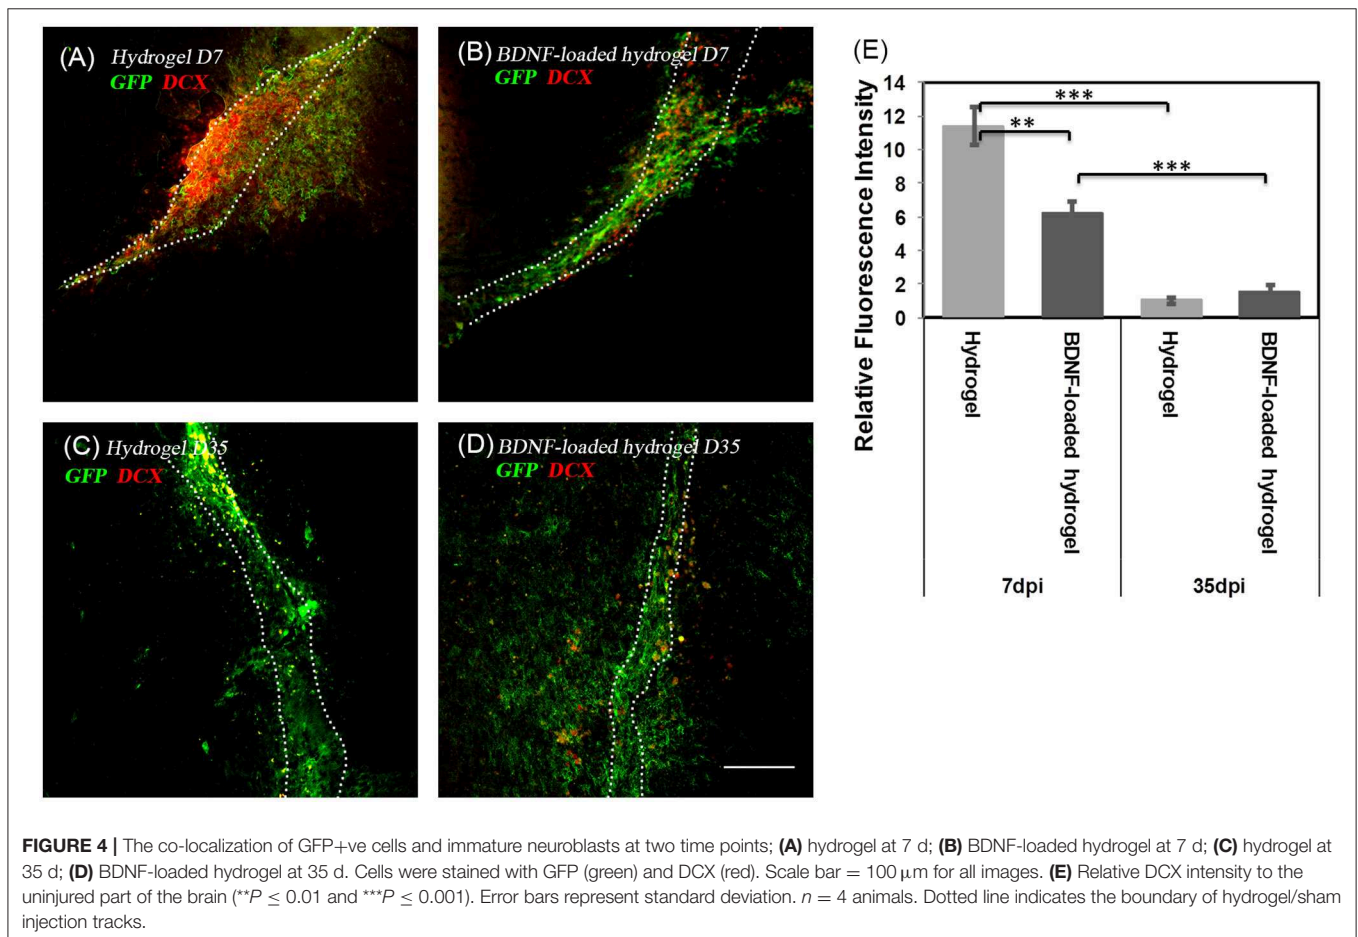 (A) Hydrogel D7
GFP DCX
(B) BDNF-loaded hydrogel D7
GFP DCX
(C) Hydrogel D35
GFP DCX
(D) BDNF-loaded hydrogel D35
GFP DCX
(E)
Relative Fluorescence Intensity
14
12
10
8
6
4
2
0
***
**
***
Hydrogel
BDNF-loaded hydrogel
Hydrogel
BDNF-loaded hydrogel
7dpi
35dpi
FIGURE 4 | The co-localization of GFP+ve cells and immature neuroblasts at two time points; (A) hydrogel at 7 d; (B) BDNF-loaded hydrogel at 7 d; (C) hydrogel at
35 d; (D) BDNF-loaded hydrogel at 35 d. Cells were stained with GFP (green) and DCX (red). Scale bar = 100 μm for all images. (E) Relative DCX intensity to the
uninjured part of the brain (**P ≤ 0.01 and ***P ≤ 0.001). Error bars represent standard deviation. n = 4 animals. Dotted line indicates the boundary of hydrogel/sham
injection tracks.